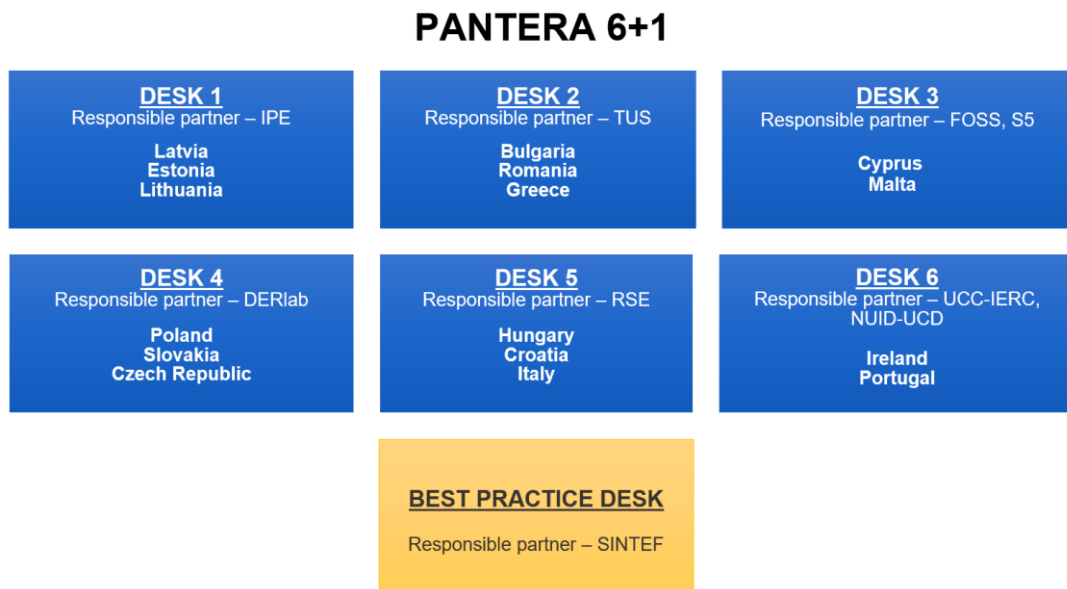 PANTERA 6+1
DESK 1
Responsible partner – IPE
Latvia
Estonia
Lithuania
DESK 2
Responsible partner – TUS
Bulgaria
Romania
Greece
DESK 3
Responsible partner – FOSS, S5
Cyprus
Malta
DESK 4
Responsible partner – DERlab
Poland
Slovakia
Czech Republic
DESK 5
Responsible partner – RSE
Hungary
Croatia
Italy
DESK 6
Responsible partner – UCC-IERC,
NUID-UCD
Ireland
Portugal
BEST PRACTICE DESK
Responsible partner – SINTEF